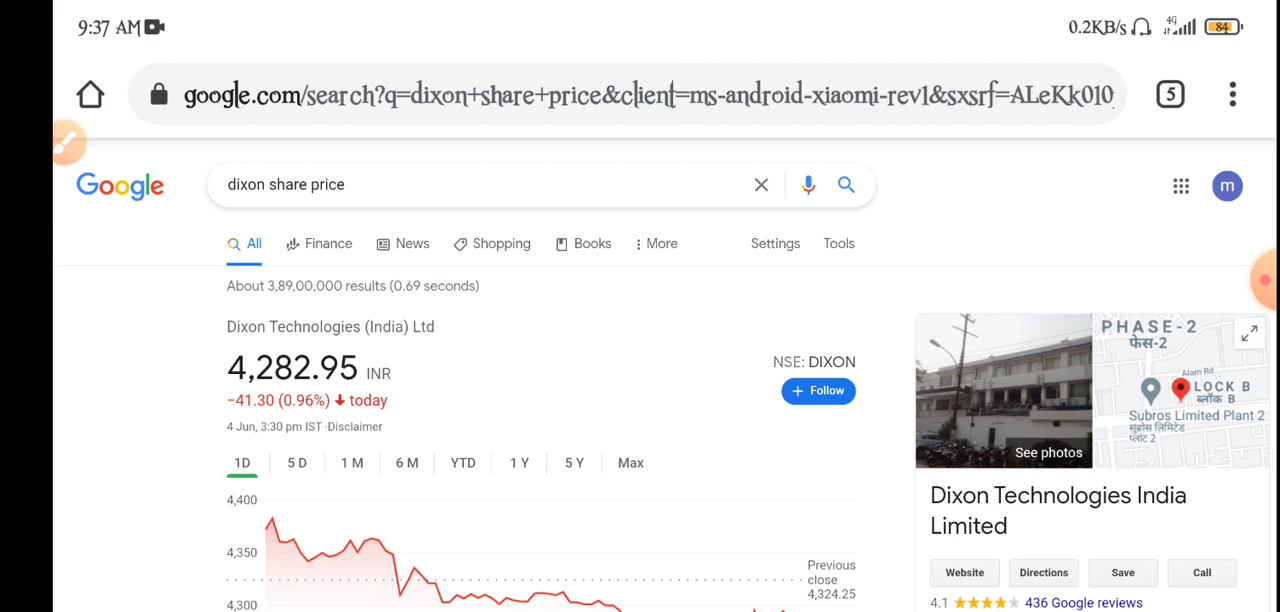 9:37 AM
0.2KB/s 4G 84
google.com/search?q=dixon+share+price&client=ms-android-xiaomi-rev1&sxsrf=ALeKk010
5
Google
dixon share price
m
All Finance News Shopping Books More Settings Tools
About 3,89,00,000 results (0.69 seconds)
Dixon Technologies (India) Ltd
4,282.95 INR
−41.30 (0.96%) today
4 Jun, 3:30 pm IST ·Disclaimer
NSE: DIXON
+ Follow
1D 5 D 1 M 6 M YTD 1 Y 5 Y Max
4,400
4,350
4,300
Previous
close
4,324.25
See photos
PHASE-2
फेस-2
Alam Rd
LOCK B
ब्लॉक B
Subros Limited Plant 2
सुब्रोस लिमिटेड
प्लांट 2
Dixon Technologies India
Limited
Website Directions Save Call
4.1 436 Google reviews